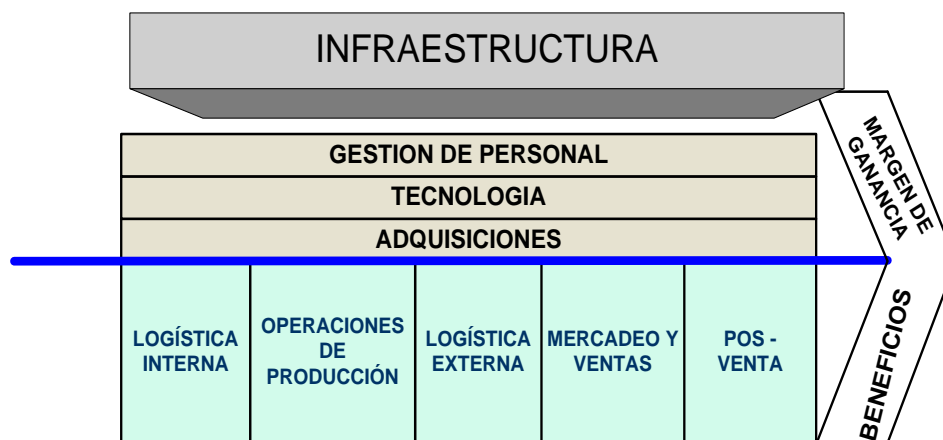 INFRAESTRUCTURA
GESTION DE PERSONAL
TECNOLOGIA
ADQUISICIONES
MARGEN DE
GANANCIA
LOGÍSTICA
INTERNA
OPERACIONES
DE
PRODUCCIÓN
LOGÍSTICA
EXTERNA
MERCADEO Y
VENTAS
POS -
VENTA
BENEFICIOS